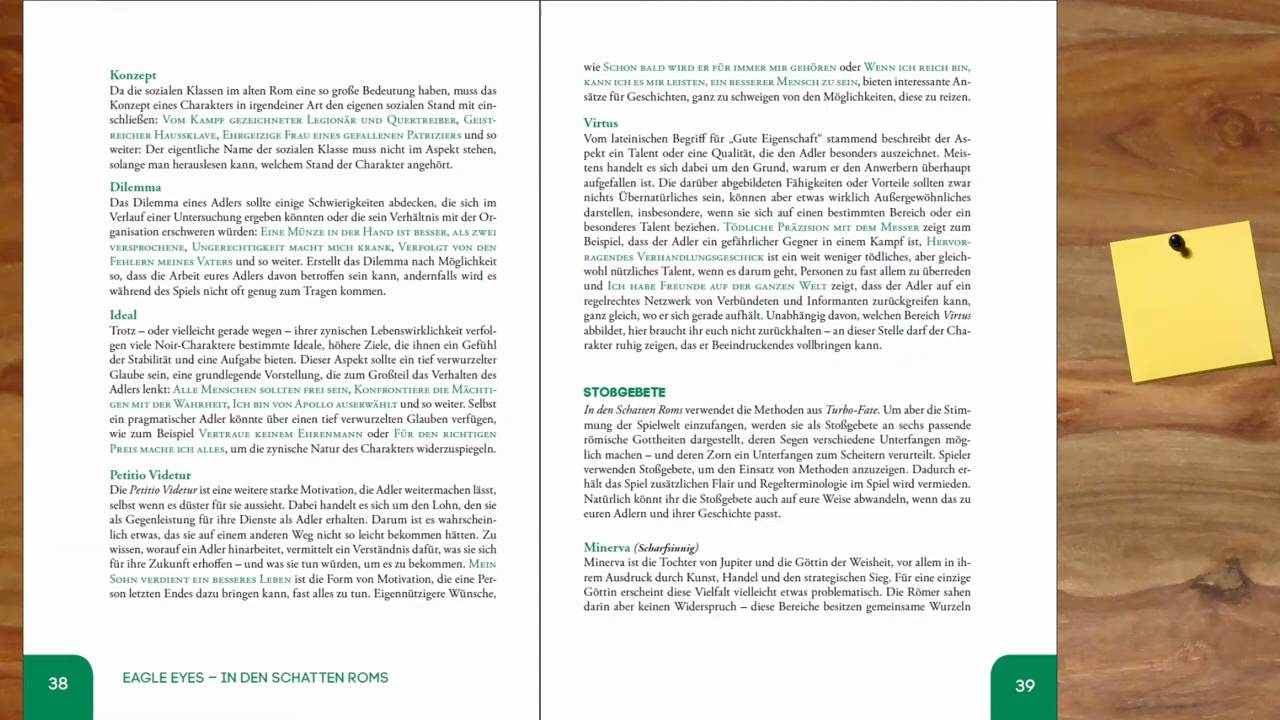 Konzept
Da die sozialen Klassen im alten Rom eine so große Bedeutung haben, muss das
Konzept eines Charakters in irgendeiner Art den eigenen sozialen Stand mit ein-
schließen: Vom Kampf gezeichneter Legionär und Quertreiber, Geist-
reicher Haussklave, Ehrgeizige Frau eines gefallenen Patriziers und so
weiter: Der eigentliche Name der sozialen Klasse muss nicht im Aspekt stehen,
solange man herauslesen kann, welchem Stand der Charakter angehört.
Dilemma
Das Dilemma eines Adlers sollte einige Schwierigkeiten abdecken, die sich im
Verlauf einer Untersuchung ergeben könnten oder die sein Verhältnis mit der Or-
ganisation erschweren würden: Eine Münze in der Hand ist besser, als zwei
versprochene, Ungerechtigkeit macht mich krank, Verfolgt von den
Fehlern meines Vaters und so weiter. Erstellt das Dilemma nach Möglichkeit
so, dass die Arbeit eures Adlers davon betroffen sein kann, andernfalls wird es
während des Spiels nicht oft genug zum Tragen kommen.
Ideal
Trotz – oder vielleicht gerade wegen – ihrer zynischen Lebenswirklichkeit verfol-
gen viele Noir-Charaktere bestimmte Ideale, höhere Ziele, die ihnen ein Gefühl
der Stabilität und eine Aufgabe bieten. Dieser Aspekt sollte ein tief verwurzelter
Glaube sein, eine grundlegende Vorstellung, die zum Großteil das Verhalten des
Adlers lenkt: Alle Menschen sollten frei sein, Konfrontiere die Mächti-
gen mit der Wahrheit, Ich bin von Apollo auserwählt und so weiter. Selbst
ein pragmatischer Adler könnte über einen tief verwurzelten Glauben verfügen,
wie zum Beispiel Vertraue keinem Ehrenmann oder Für den richtigen
Preis mache ich alles, um die zynische Natur des Charakters widerzuspiegeln.
Petitio Videtur
Die Petitio Videtur ist eine weitere starke Motivation, die Adler weitermachen lässt,
selbst wenn es düster für sie aussieht. Dabei handelt es sich um den Lohn, den sie
als Gegenleistung für ihre Dienste als Adler erhalten. Darum ist es wahrschein-
lich etwas, das sie auf einem anderen Weg nicht so leicht bekommen hätten. Zu
wissen, worauf ein Adler hinarbeitet, vermittelt ein Verständnis dafür, was sie sich
für ihre Zukunft erhoffen – und was sie tun würden, um es zu bekommen. Mein
Sohn verdient ein besseres Leben ist die Form von Motivation, die eine Per-
son letzten Endes dazu bringen kann, fast alles zu tun. Eigennützigere Wünsche,
38
EAGLE EYES – IN DEN SCHATTEN ROMS
wie Schon bald wird er für immer mir gehören oder Wenn ich reich bin,
kann ich es mir leisten, ein besserer Mensch zu sein, bieten interessante An-
sätze für Geschichten, ganz zu schweigen von den Möglichkeiten, diese zu reizen.
Virtus
Vom lateinischen Begriff für „Gute Eigenschaft“ stammend beschreibt der As-
pekt ein Talent oder eine Qualität, die den Adler besonders auszeichnet. Meis-
tens handelt es sich dabei um den Grund, warum er den Anwerbern überhaupt
aufgefallen ist. Die darüber abgebildeten Fähigkeiten oder Vorteile sollten zwar
nichts Übernatürliches sein, können aber etwas wirklich Außergewöhnliches
darstellen, insbesondere, wenn sie sich auf einen bestimmten Bereich oder ein
besonderes Talent beziehen. Tödliche Präzision mit dem Messer zeigt zum
Beispiel, dass der Adler ein gefährlicher Gegner in einem Kampf ist, Hervor-
ragendes Verhandlungsgeschick ist ein weit weniger tödliches, aber gleich-
wohl nützliches Talent, wenn es darum geht, Personen zu fast allem zu überreden
und Ich habe Freunde auf der ganzen Welt zeigt, dass der Adler auf ein
regelrechtes Netzwerk von Verbündeten und Informanten zurückgreifen kann,
ganz gleich, wo er sich gerade aufhält. Unabhängig davon, welchen Bereich Virtus
abbildet, hier braucht ihr euch nicht zurückhalten – an dieser Stelle darf der Cha-
rakter ruhig zeigen, das er Beeindruckendes vollbringen kann.
STOßGEBETE
In den Schatten Roms verwendet die Methoden aus Turbo-Fate. Um aber die Stim-
mung der Spielwelt einzufangen, werden sie als Stoßgebete an sechs passende
römische Gottheiten dargestellt, deren Segen verschiedene Unterfangen mög-
lich machen – und deren Zorn ein Unterfangen zum Scheitern verurteilt. Spieler
verwenden Stoßgebete, um den Einsatz von Methoden anzuzeigen. Dadurch er-
hält das Spiel zusätzlichen Flair und Regelterminologie im Spiel wird vermieden.
Natürlich könnt ihr die Stoßgebete auch auf eure Weise abwandeln, wenn das zu
euren Adlern und ihrer Geschichte passt.
Minerva (Scharfsinnig)
Minerva ist die Tochter von Jupiter und die Göttin der Weisheit, vor allem in ih-
rem Ausdruck durch Kunst, Handel und den strategischen Sieg. Für eine einzige
Göttin erscheint diese Vielfalt vielleicht etwas problematisch. Die Römer sahen
darin aber keinen Widerspruch – diese Bereiche besitzen gemeinsame Wurzeln
39